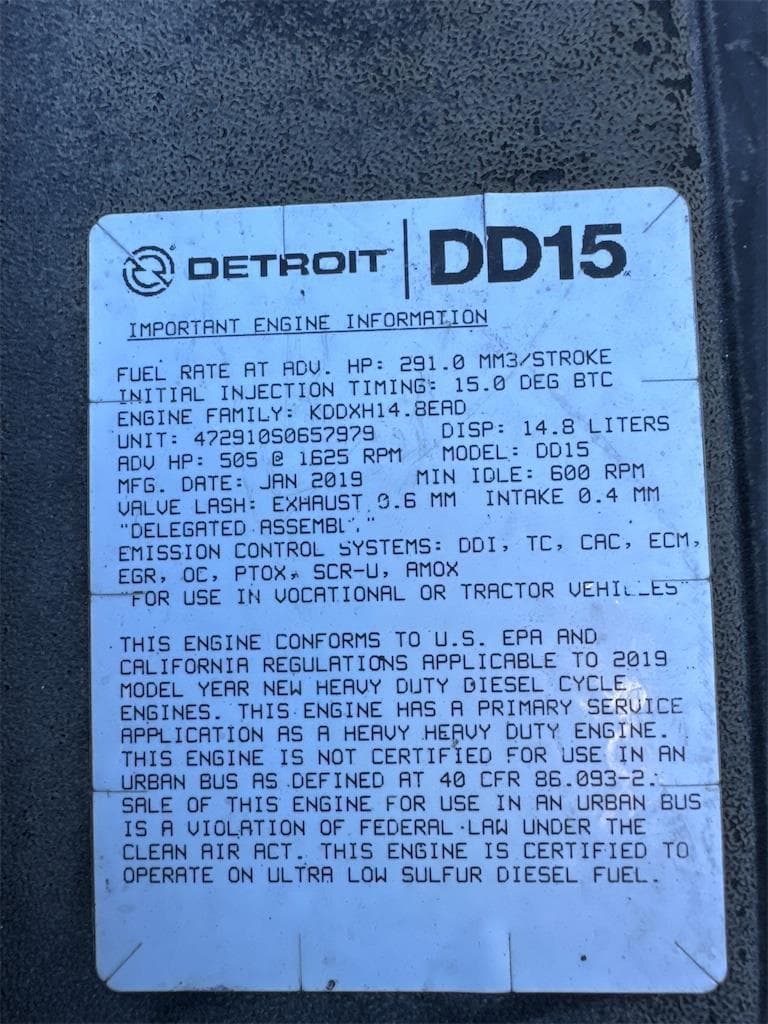 DETROIT DD15
IMPORTANT ENGINE INFORMATION
FUEL RATE AT ADV. HP: 291.0 MM3/STROKE
INITIAL INJECTION TIMING: 15.0 DEG BTC
ENGINE FAMILY: KDDXH14.8EAD
UNIT: 472910S0657979 DISP: 14.8 LITERS
ADV HP: 505 @ 1625 RPM MODEL: DD15
MFG. DATE: JAN 2019 MIN IDLE: 600 RPM
VALVE LASH: EXHAUST 0.6 MM INTAKE 0.4 MM
"DELEGATED ASSEMBLY"
EMISSION CONTROL SYSTEMS: DDI, TC, CAC, ECM,
EGR, OC, PTOX, SCR-U, AMOX
"FOR USE IN VOCATIONAL OR TRACTOR VEHICLES"
THIS ENGINE CONFORMS TO U.S. EPA AND
CALIFORNIA REGULATIONS APPLICABLE TO 2019
MODEL YEAR NEW HEAVY DUTY DIESEL CYCLE
ENGINES. THIS ENGINE HAS A PRIMARY SERVICE
APPLICATION AS A HEAVY HEAVY DUTY ENGINE.
THIS ENGINE IS NOT CERTIFIED FOR USE IN AN
URBAN BUS AS DEFINED AT 40 CFR 86.093-2.
SALE OF THIS ENGINE FOR USE IN AN URBAN BUS
IS A VIOLATION OF FEDERAL LAW UNDER THE
CLEAN AIR ACT. THIS ENGINE IS CERTIFIED TO
OPERATE ON ULTRA LOW SULFUR DIESEL FUEL.